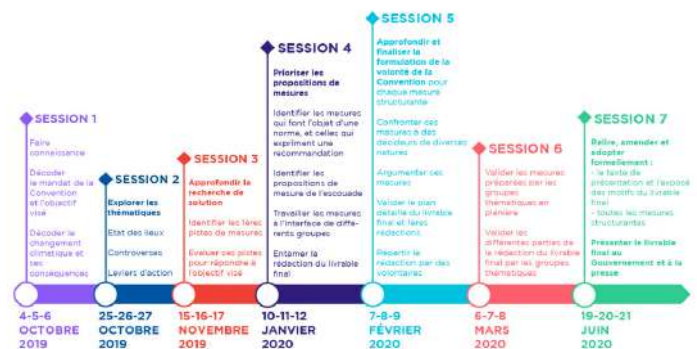 SESSION 1
Faire
connaissance
Décoder
le mandat de la
Convention
et l'objectif
visé
Décoder le
changement
climatique et
ses
conséquences
4-5-6
OCTOBRE
2019
SESSION 2
Explorer les
thématiques
Etat des lieux
Controverses
Leviers d'action
25-26-27
OCTOBRE
2019
SESSION 3
Approfondir la
recherche de
solution
Identifier les 1ères
pistes de mesures
Evaluer ces pistes
pour répondre à
l'objectif visé
15-16-17
NOVEMBRE
2019
SESSION 4
Prioriser les
propositions de
mesures
Identifier les mesures
qui font l'objet d'une
norme, et celles qui
expriment une
recommandation
Identifier les
propositions de
mesure de l'escouade
Travailler les mesures
à l'interface de diffé-
rents groupes
Entamer la
rédaction du livrable
final
10-11-12
JANVIER
2020
SESSION 5
Approfondir et
finaliser la
formulation de la
volonté de la
Convention pour
chaque mesure
structurante
Confronter ces
mesures à des
décideurs de diverses
natures
Argumenter ces
mesures
Valider le plan
détaillé du livrable
final et 1ères
rédactions
Répartir la
rédaction par des
volontaires
7-8-9
FÉVRIER
2020
SESSION 6
Valider les mesures
préparées par les
groupes
thématiques en
plénière
Valider les
différentes parties de
la rédaction du livrable
final par les groupes
thématiques
6-7-8
MARS
2020
SESSION 7
Relire, amender et
adopter
formellement :
- le texte de
présentation et l'exposé
des motifs du livrable
final
- toutes les mesures
structurantes
Présenter le livrable
final au
Gouvernement et à la
presse
19-20-21
JUIN
2020